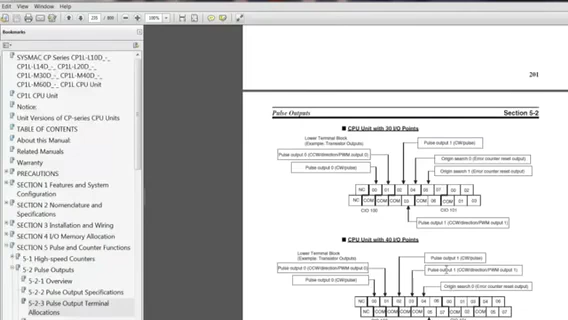 Edit View Window Help
235 / 800
160%
Bookmarks
SYSMAC CP Series CP1L-L10D_-_
CP1L-L14D_-_ CP1L-L20D_-_
CP1L-M30D_-_ CP1L-M40D_-_
CP1L-M60D_-_ CP1L CPU Unit
CP1L CPU Unit
Notice:
Unit Versions of CP-series CPU Units
TABLE OF CONTENTS
About this Manual:
Related Manuals
Warranty
PRECAUTIONS
SECTION 1 Features and System
Configuration
SECTION 2 Nomenclature and
Specifications
SECTION 3 Installation and Wiring
SECTION 4 I/O Memory Allocation
SECTION 5 Pulse and Counter Functions
5-1 High-speed Counters
5-2 Pulse Outputs
5-2-1 Overview
5-2-2 Pulse Output Specifications
5-2-3 Pulse Output Terminal
Allocations
201
Pulse Outputs
Section 5-2
CPU Unit with 30 I/O Points
Lower Terminal Block
(Example: Transistor Outputs)
Pulse output 1 (CW/pulse)
Pulse output 0 (CCW/direction/PWM output 0)
Origin search 0 (Error counter reset output)
Pulse output 0 (CW/pulse)
Origin search 1 (Error counter reset output)
NC 00 01 02 04 05 07 00 02
NC COM COM COM 03 06 COM 01 03
CIO 100 CIO 101
Pulse output 1 (CCW/direction/PWM output 1)
CPU Unit with 40 I/O Points
Lower Terminal Block
(Example: Transistor Outputs)
Pulse output 1 (CW/pulse)
Pulse output 0 (CCW/direction/PWM output 0)
Pulse output 1 (CCW/direction/PWM output 1)
Pulse output 0 (CW/pulse)
Origin search 0 (Error counter reset output)